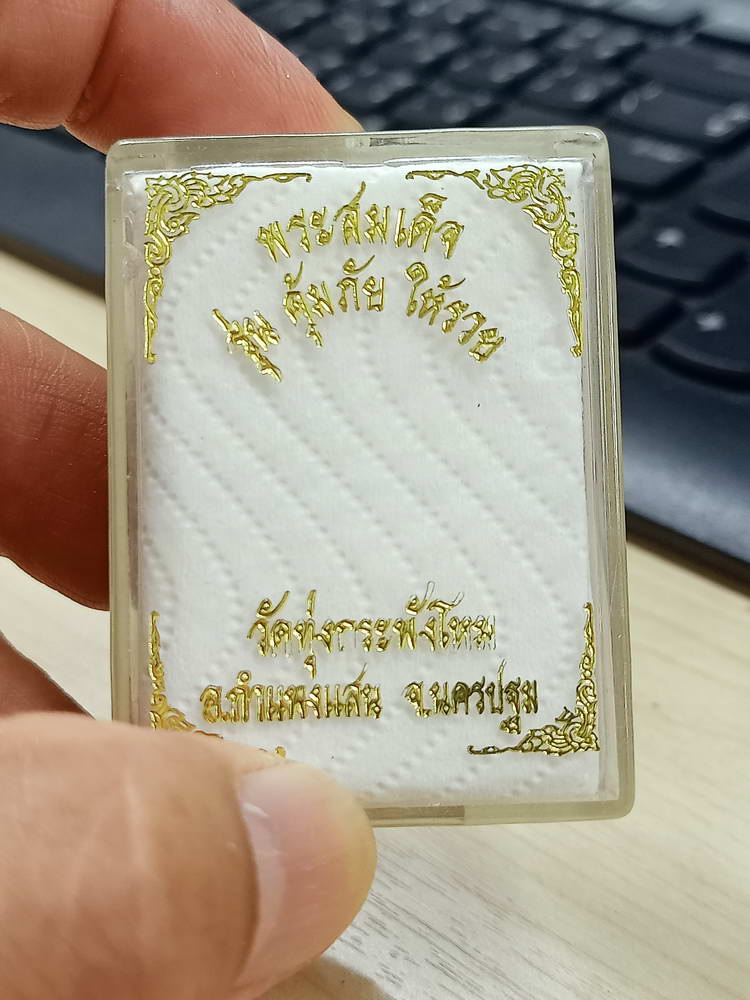 พระสมเด็จ
รุ่น คุ้มภัย ให้รวย
วัดทุ่งกระพังโหม
อ.กำแพงแสน จ.นครปฐม